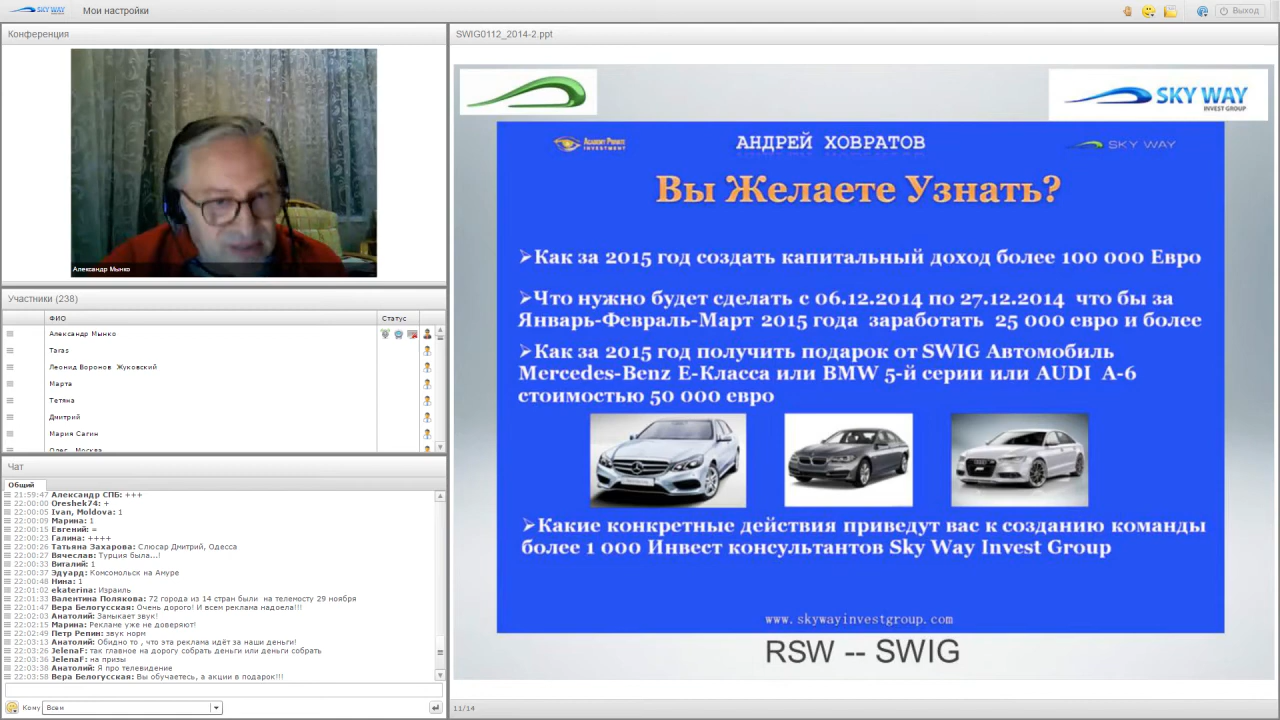 SKY WAY
Мои настройки
Выход
Конференция
Александр Мынко
Участники (238)
ФИО
Статус
Александр Мынко
Taras
Леонид Воронов Жуковский
Марта
Тетяна
Дмитрий
Мария Сагин
Олег Москва
Чат
Общий
21:59:47 Александр СПБ: +++
22:00:00 Oreshek74: +
22:00:05 Ivan, Moldova: 1
22:00:09 Марина: 1
22:00:15 Евгений: =
22:00:23 Галина: ++++
22:00:26 Татьяна Захарова: Слюсар Дмитрий, Одесса
22:00:27 Вячеслав: Турция была...!
22:00:33 Виталий: 1
22:00:37 Эдуард: Комсомольск на Амуре
22:00:48 Нина: 1
22:01:02 ekaterina: Израиль
22:01:33 Валентина Полякова: 72 города из 14 стран были на телемосту 29 ноября
22:01:47 Вера Белогусская: Очень дорого! И всем реклама надоела!!!
22:02:03 Анатолий: Замыкает звук!
22:02:15 Марина: Рекламе уже не доверяют!
22:02:49 Петр Репин: звук норм
22:03:13 Анатолий: Обидно то , что эта реклама идёт за наши деньги!
22:03:26 JelenaF: так главное на дорогу собрать деньги или деньги собрать
22:03:36 JelenaF: на призы
22:03:38 Анатолий: Я про телевидение
22:03:58 Вера Белогусская: Вы обучаетесь, а акции в подарок!!!
Кому
Всем
SWIG0112_2014-2.ppt
SKY WAY
INVEST GROUP
ACADEMY PRIVATE
INVESTMENT
АНДРЕЙ ХОВРАТОВ
SKY WAY
Вы Желаете Узнать?
➢Как за 2015 год создать капитальный доход более 100 000 Евро
➢Что нужно будет сделать с 06.12.2014 по 27.12.2014 что бы за
Январь-Февраль-Март 2015 года заработать 25 000 евро и более
➢Как за 2015 год получить подарок от SWIG Автомобиль
Mercedes-Benz E-Класса или BMW 5-й серии или AUDI A-6
стоимостью 50 000 евро
➢Какие конкретные действия приведут вас к созданию команды
более 1 000 Инвест консультантов Sky Way Invest Group
www.skywayinvestgroup.com
RSW -- SWIG
11/14